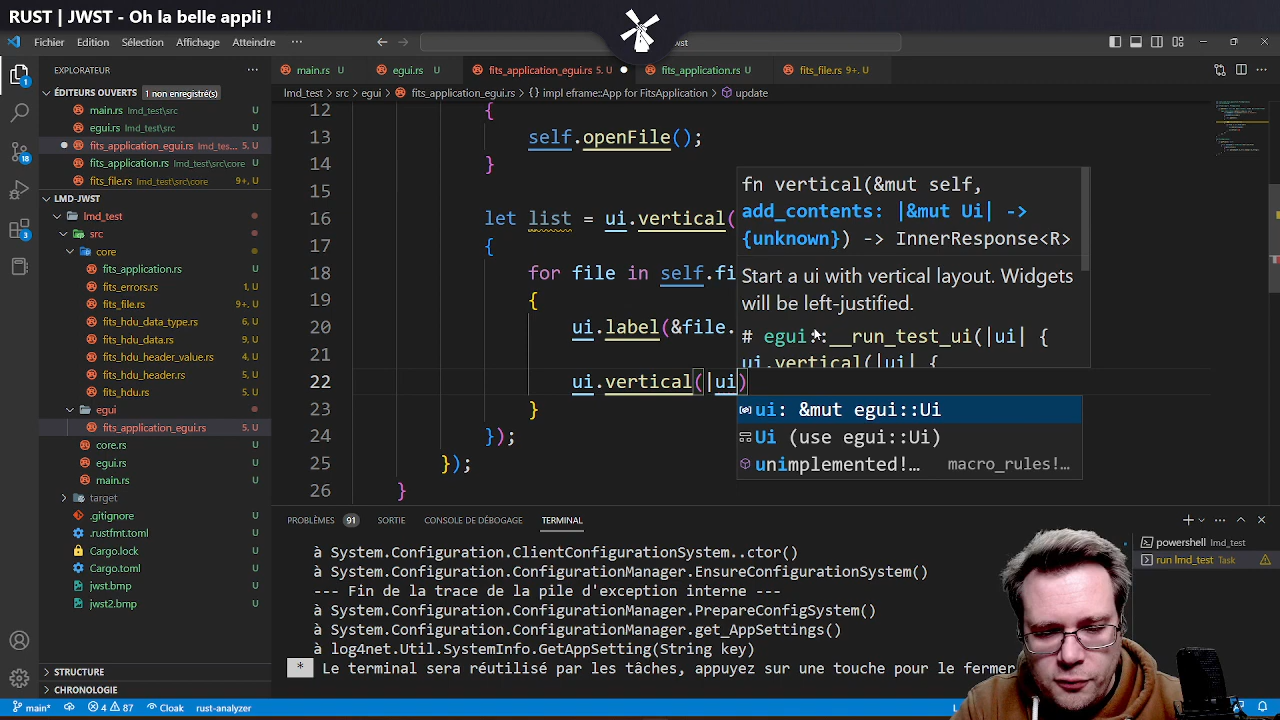 RUST | JWST - Oh la belle appli !
Fichier Edition Sélection Affichage Atteindre ···
wst
EXPLORATEUR ···
main.rs U egui.rs U fits_application_egui.rs 5, U fits_application.rs U fits_file.rs 9+, U
ÉDITEURS OUVERTS 1 non enregistré(s)
lmd_test > src > egui > fits_application_egui.rs > {} impl eframe::App for FitsApplication > update
main.rs lmd_test\src U
egui.rs lmd_test\src U
fits_application_egui.rs lmd_tes... 5, U
fits_application.rs lmd_test\src\core U
fits_file.rs lmd_test\src\core 9+, U
LMD-JWST
lmd_test
src
core
fits_application.rs U
fits_errors.rs 1, U
fits_file.rs 9+, U
fits_hdu_data_type.rs 1, U
fits_hdu_data.rs 1, U
fits_hdu_header_value.rs 4, U
fits_hdu_header.rs 1, U
fits_hdu.rs 1, U
egui
fits_application_egui.rs 5, U
core.rs U
egui.rs U
main.rs U
target
.gitignore U
.rustfmt.toml U
Cargo.lock U
Cargo.toml U
jwst.bmp U
jwst2.bmp U
STRUCTURE
CHRONOLOGIE
12 {
13 self.openFile();
14 }
15
16 let list = ui.vertical(
17 {
18 for file in self.fi
19 {
20 ui.label(&file.
21
22 ui.vertical(|ui)
23 }
24 });
25 });
26 }
fn vertical(&mut self,
add_contents: |&mut Ui| ->
{unknown}) -> InnerResponse<R>
Start a ui with vertical layout. Widgets
will be left-justified.
# egui::__run_test_ui(|ui| {
ui.vertical(|ui| {
ui: &mut egui::Ui
Ui (use egui::Ui)
unimplemented!… macro_rules!…
PROBLÈMES 91 SORTIE CONSOLE DE DÉBOGAGE TERMINAL
à System.Configuration.ClientConfigurationSystem..ctor()
à System.Configuration.ConfigurationManager.EnsureConfigurationSystem()
--- Fin de la trace de la pile d'exception interne ---
à System.Configuration.ConfigurationManager.PrepareConfigSystem()
à System.Configuration.ConfigurationManager.get_AppSettings()
à log4net.Util.SystemInfo.GetAppSetting(String key)
* Le terminal sera réutilisé par les tâches, appuyez sur une touche pour le fermer
powershell lmd_test
run lmd_test Task
main* 4 87 Cloak rust-analyzer